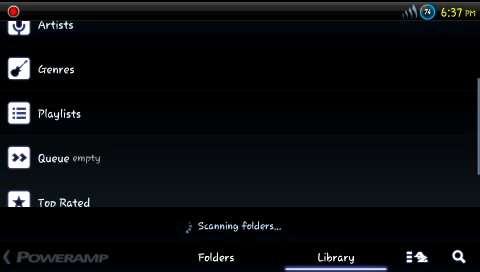 74 6:37 PM
Artists
Genres
Playlists
Queue empty
Top Rated
Scanning folders...
POWERAMP Folders Library